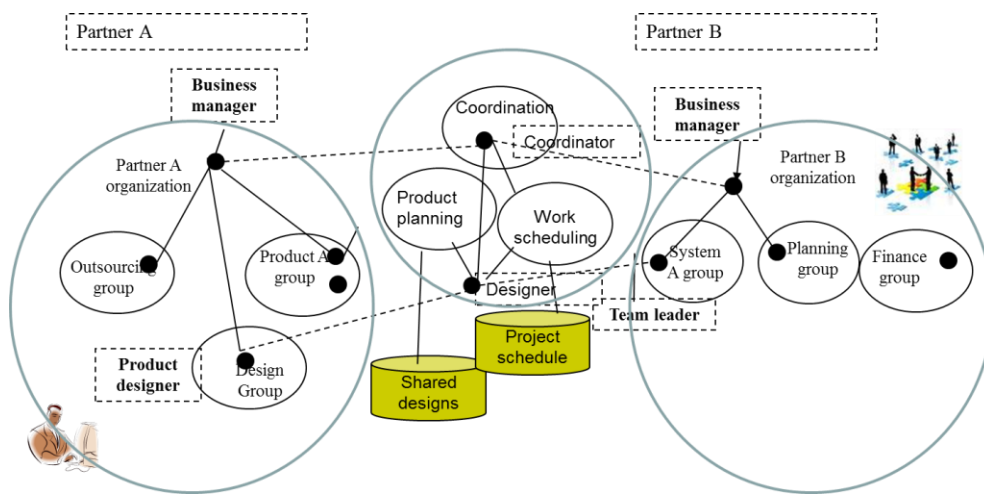 Partner A
Partner B
Business
manager
Coordination
Business
manager
Coordinator
Partner A
organization
Partner B
organization
Product
planning
Work
scheduling
Outsourcing
group
Product A
group
System
A group
Planning
group
Finance
group
Designer
Team leader
Project
schedule
Product
designer
Design
Group
Shared
designs